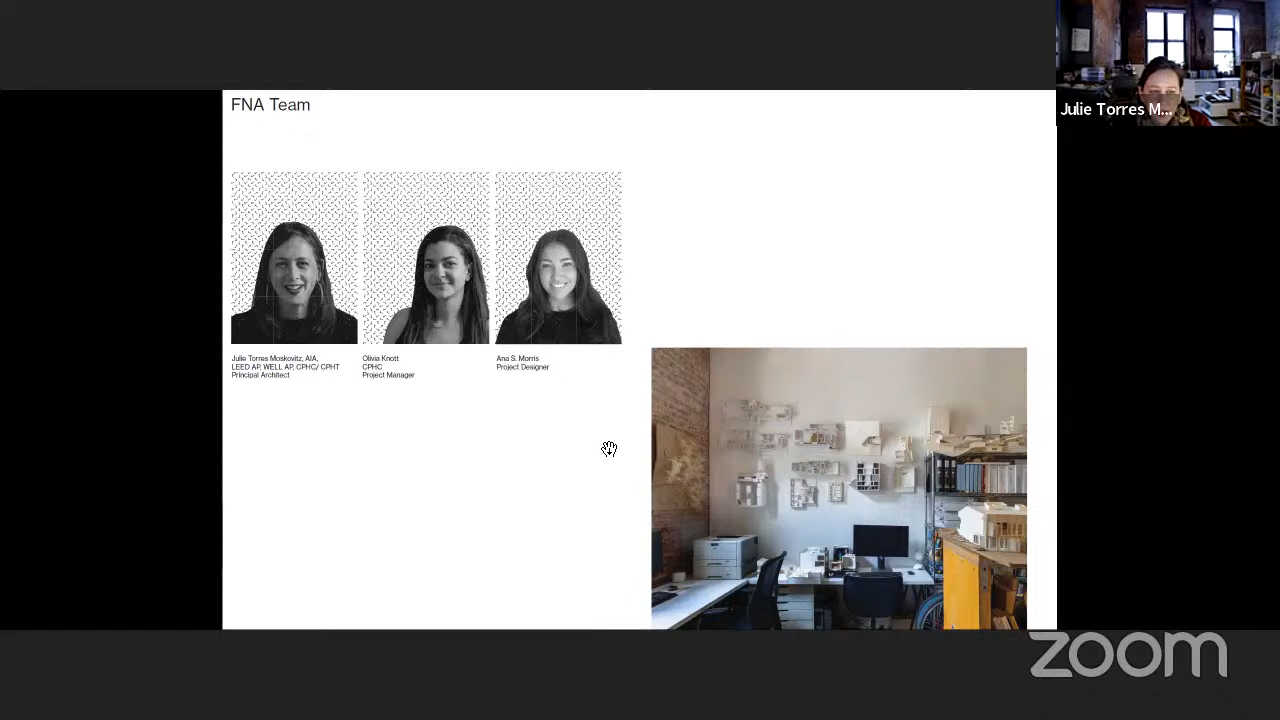 FNA Team
Julie Torres M...
Julie Torres Moskovitz, AIA,
LEED AP, WELL AP, CPHC/ CPHT
Principal Architect
Olivia Knott
CPHC
Project Manager
Ana S. Morris
Project Designer
zoom